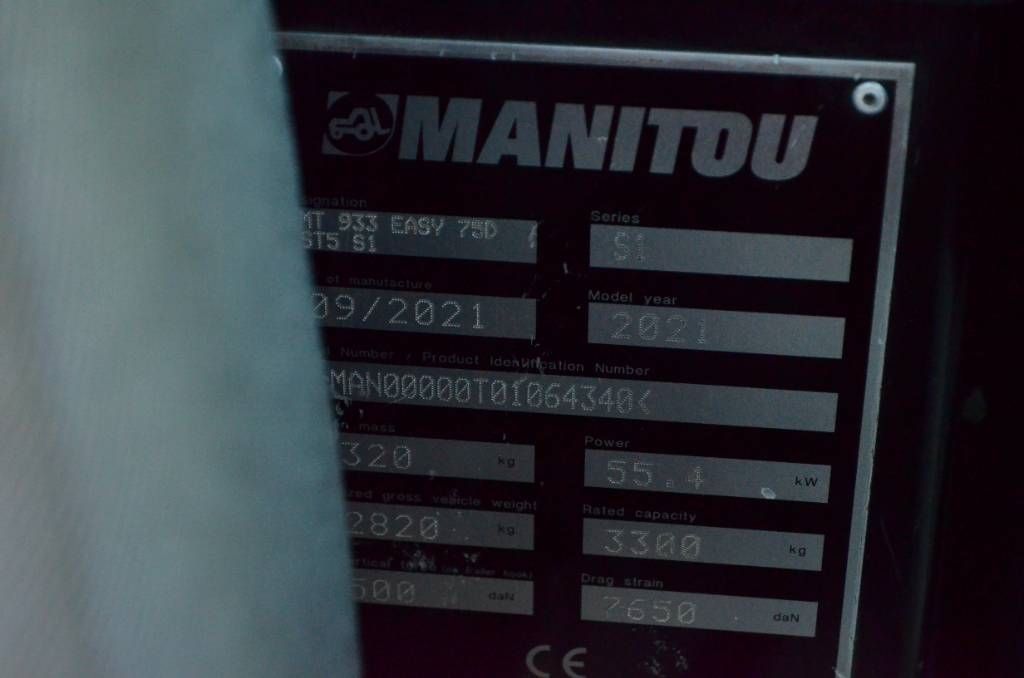 MANITOU
MT 933 EASY 75D
ST5 S1
Series
S1
of manufacture
09/2021
Model year
2021
Number / Product identification Number
MAN00000T01064340<
mass
320 kg
Power
55.4 kW
gross vehicle weight
2820 kg
Rated capacity
3300 kg
500 daN
Drag strain
7650 daN
CE